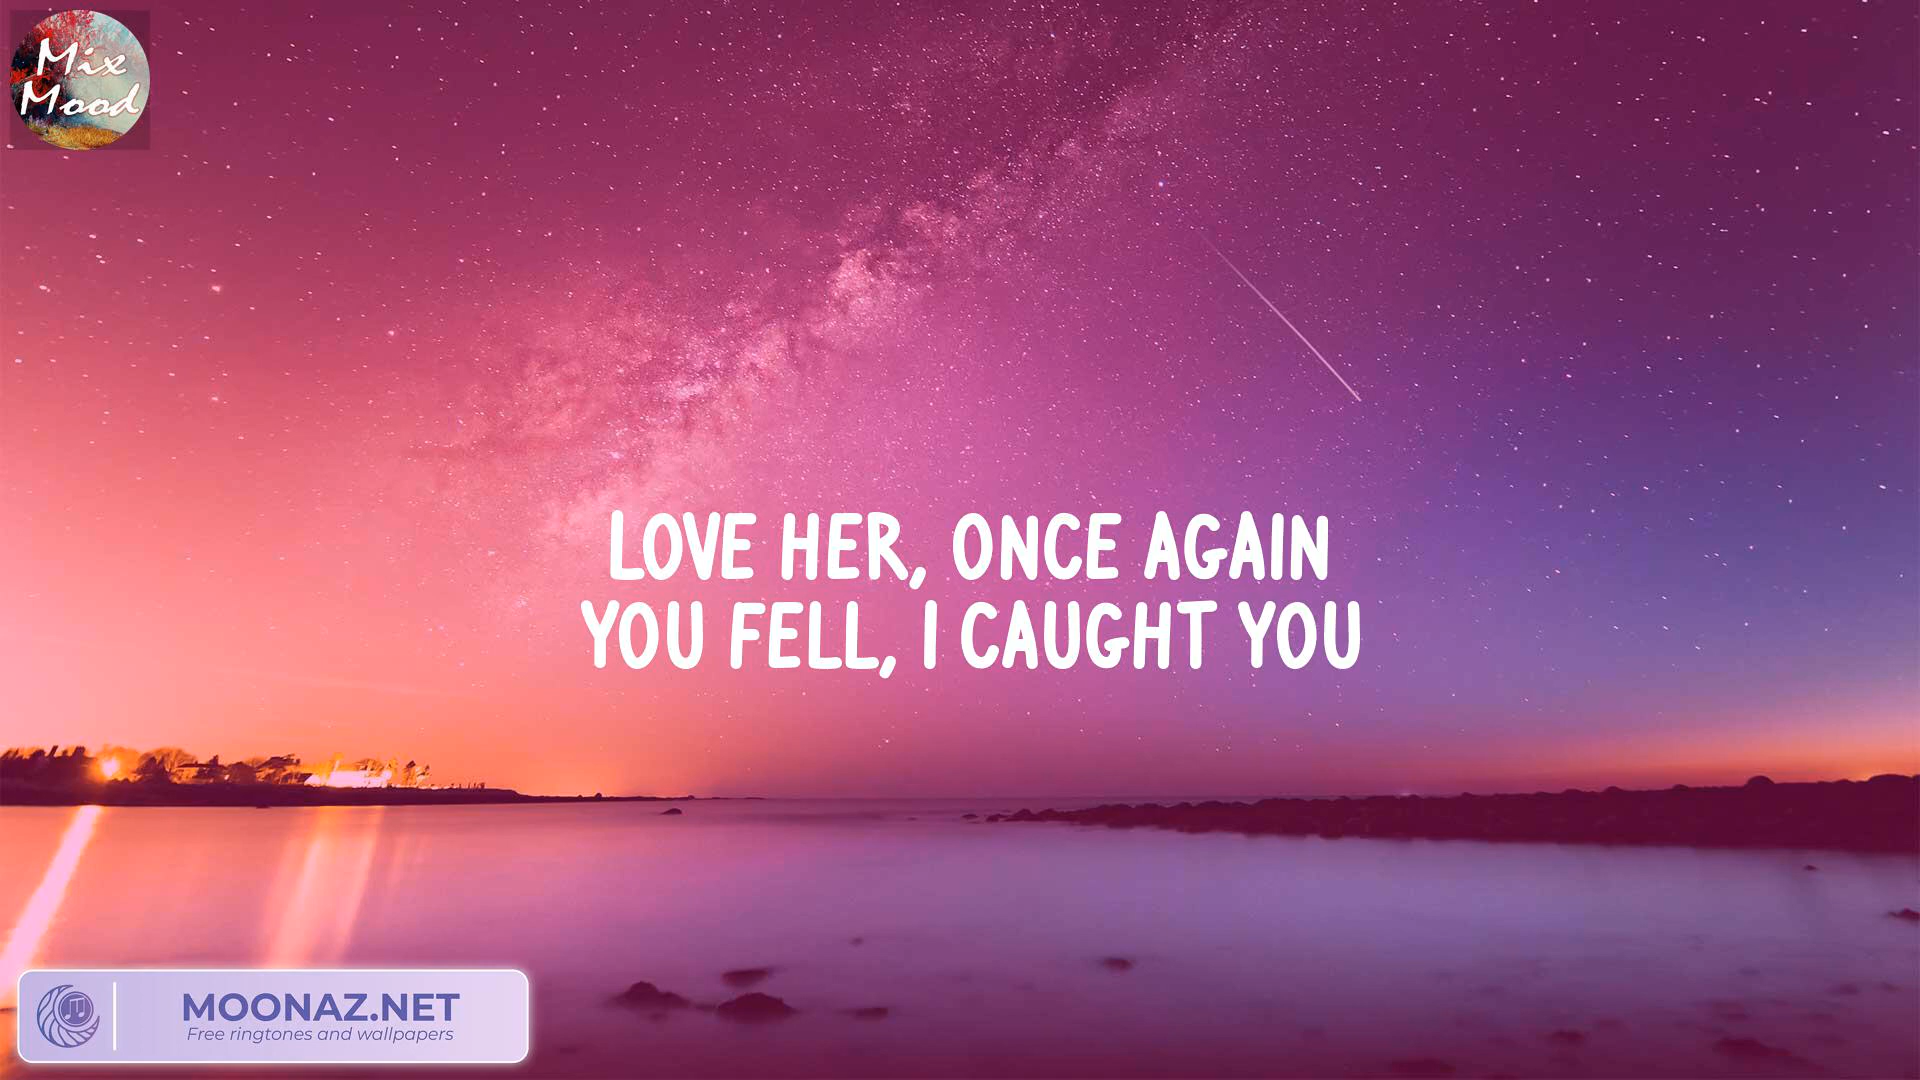 Mix
Mood
LOVE HER, ONCE AGAIN
YOU FELL, I CAUGHT YOU
MOONAZ.NET
Free ringtones and wallpapers